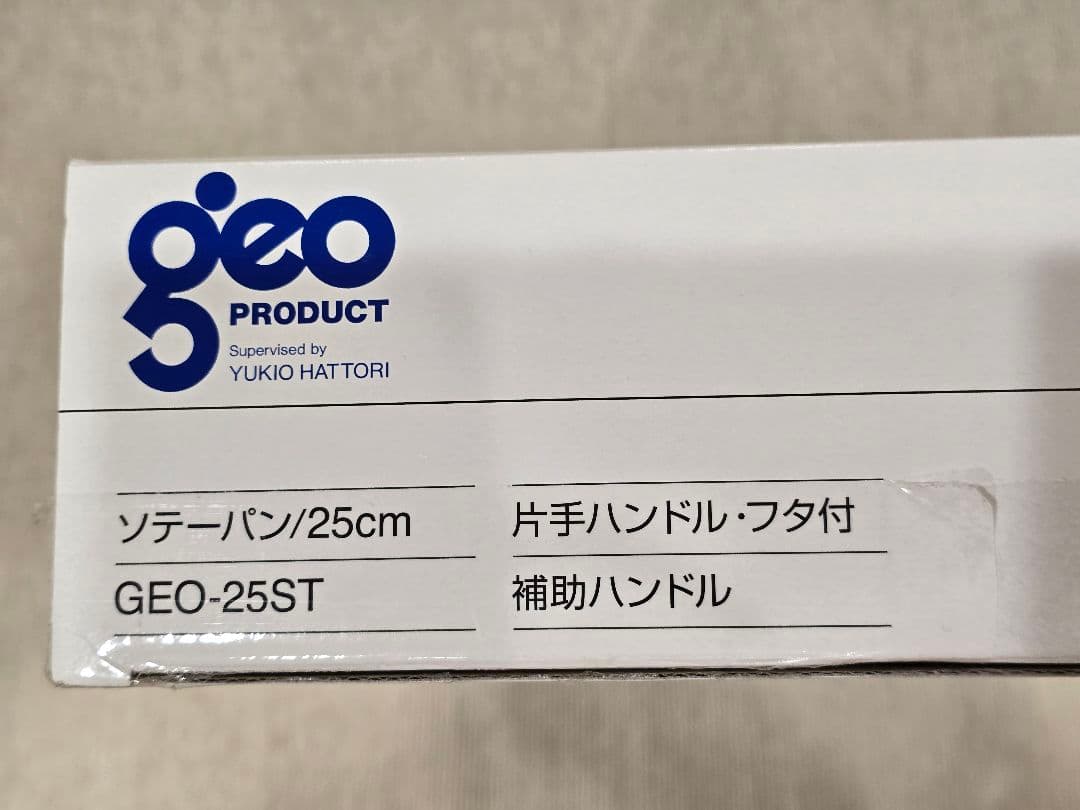 geo
PRODUCT
Supervised by
YUKIO HATTORI
ソテーパン/25cm
GEO-25ST
片手ハンドル・フタ付
補助ハンドル